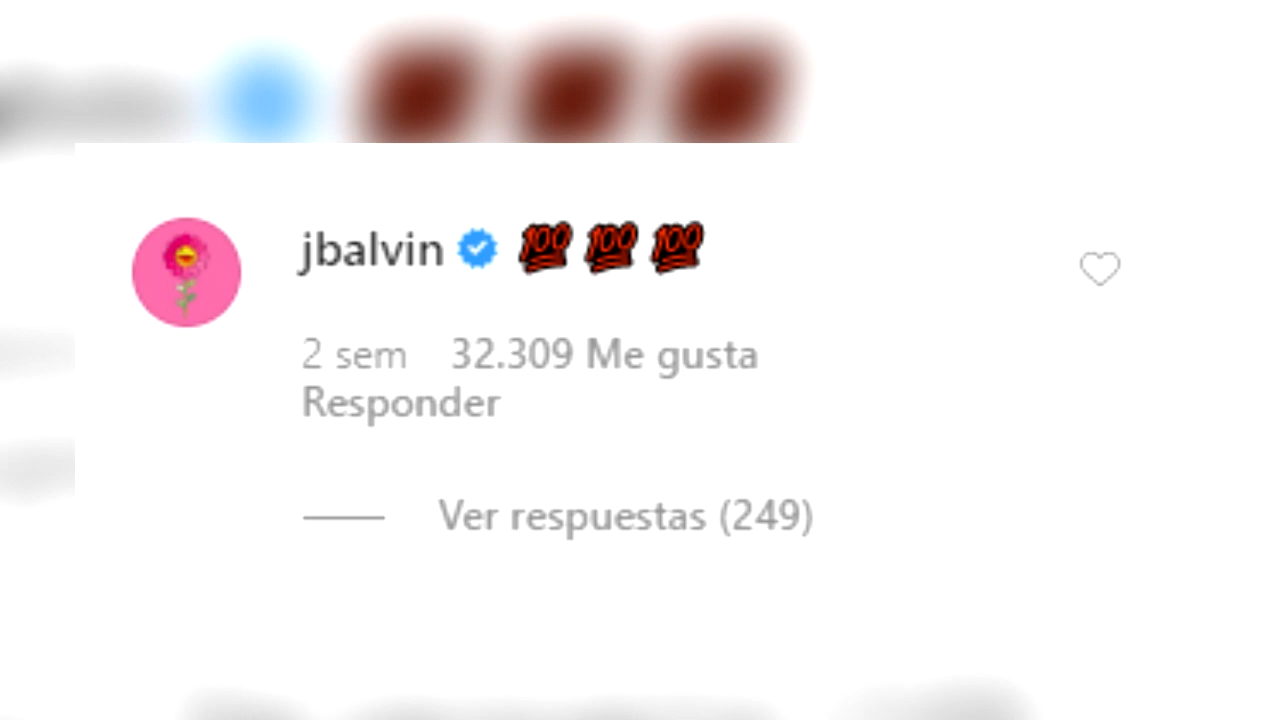 jbalvin 💯💯💯
2 sem 32.309 Me gusta
Responder
Ver respuestas (249)